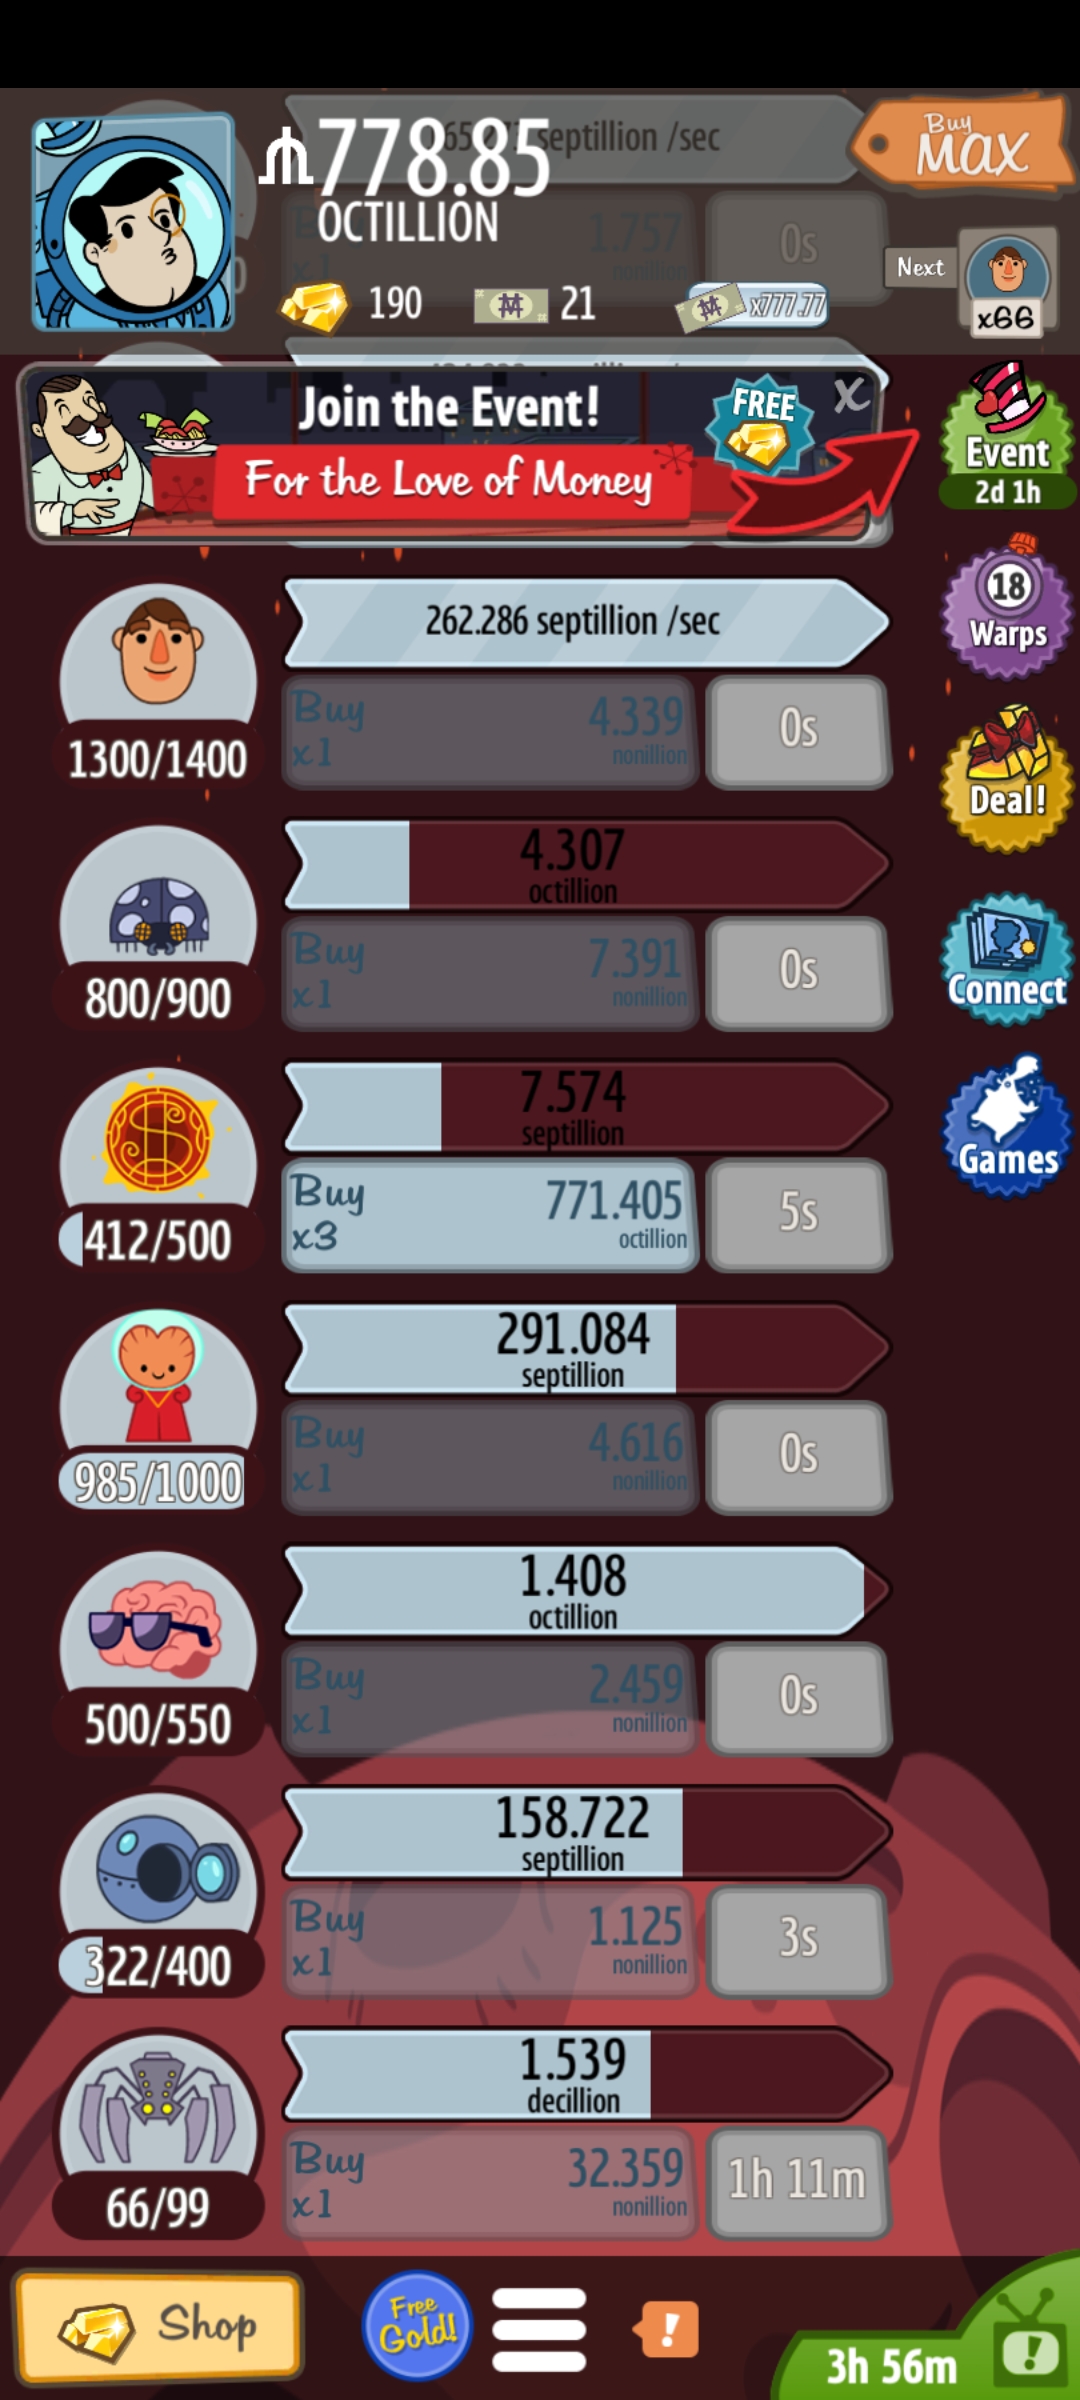 septillion /sec
778.85
OCTILLION
Buy
MAX
1.757
nonillion
x1
0s
190
21
x777.77
Next
x66
Join the Event!
FREE
X
For the Love of Money
Event
2d 1h
262.286 septillion /sec
Buy
x1
4.339
nonillion
0s
1300/1400
18
Warps
4.307
octillion
Buy
x1
7.391
nonillion
0s
800/900
Deal!
Connect
7.574
septillion
Buy
x3
771.405
octillion
5s
412/500
Games
291.084
septillion
Buy
x1
4.616
nonillion
0s
985/1000
1.408
octillion
Buy
x1
2.459
nonillion
0s
500/550
158.722
septillion
Buy
x1
1.125
nonillion
3s
322/400
1.539
decillion
Buy
x1
32.359
nonillion
1h 11m
66/99
Shop
Free
Gold!
!
3h 56m
!